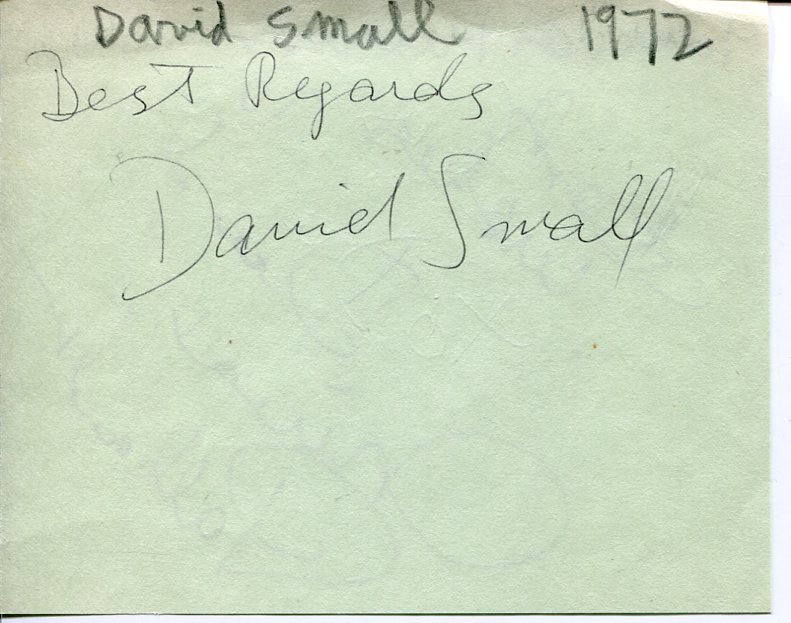 David Small 1972
Best Regards
David Small